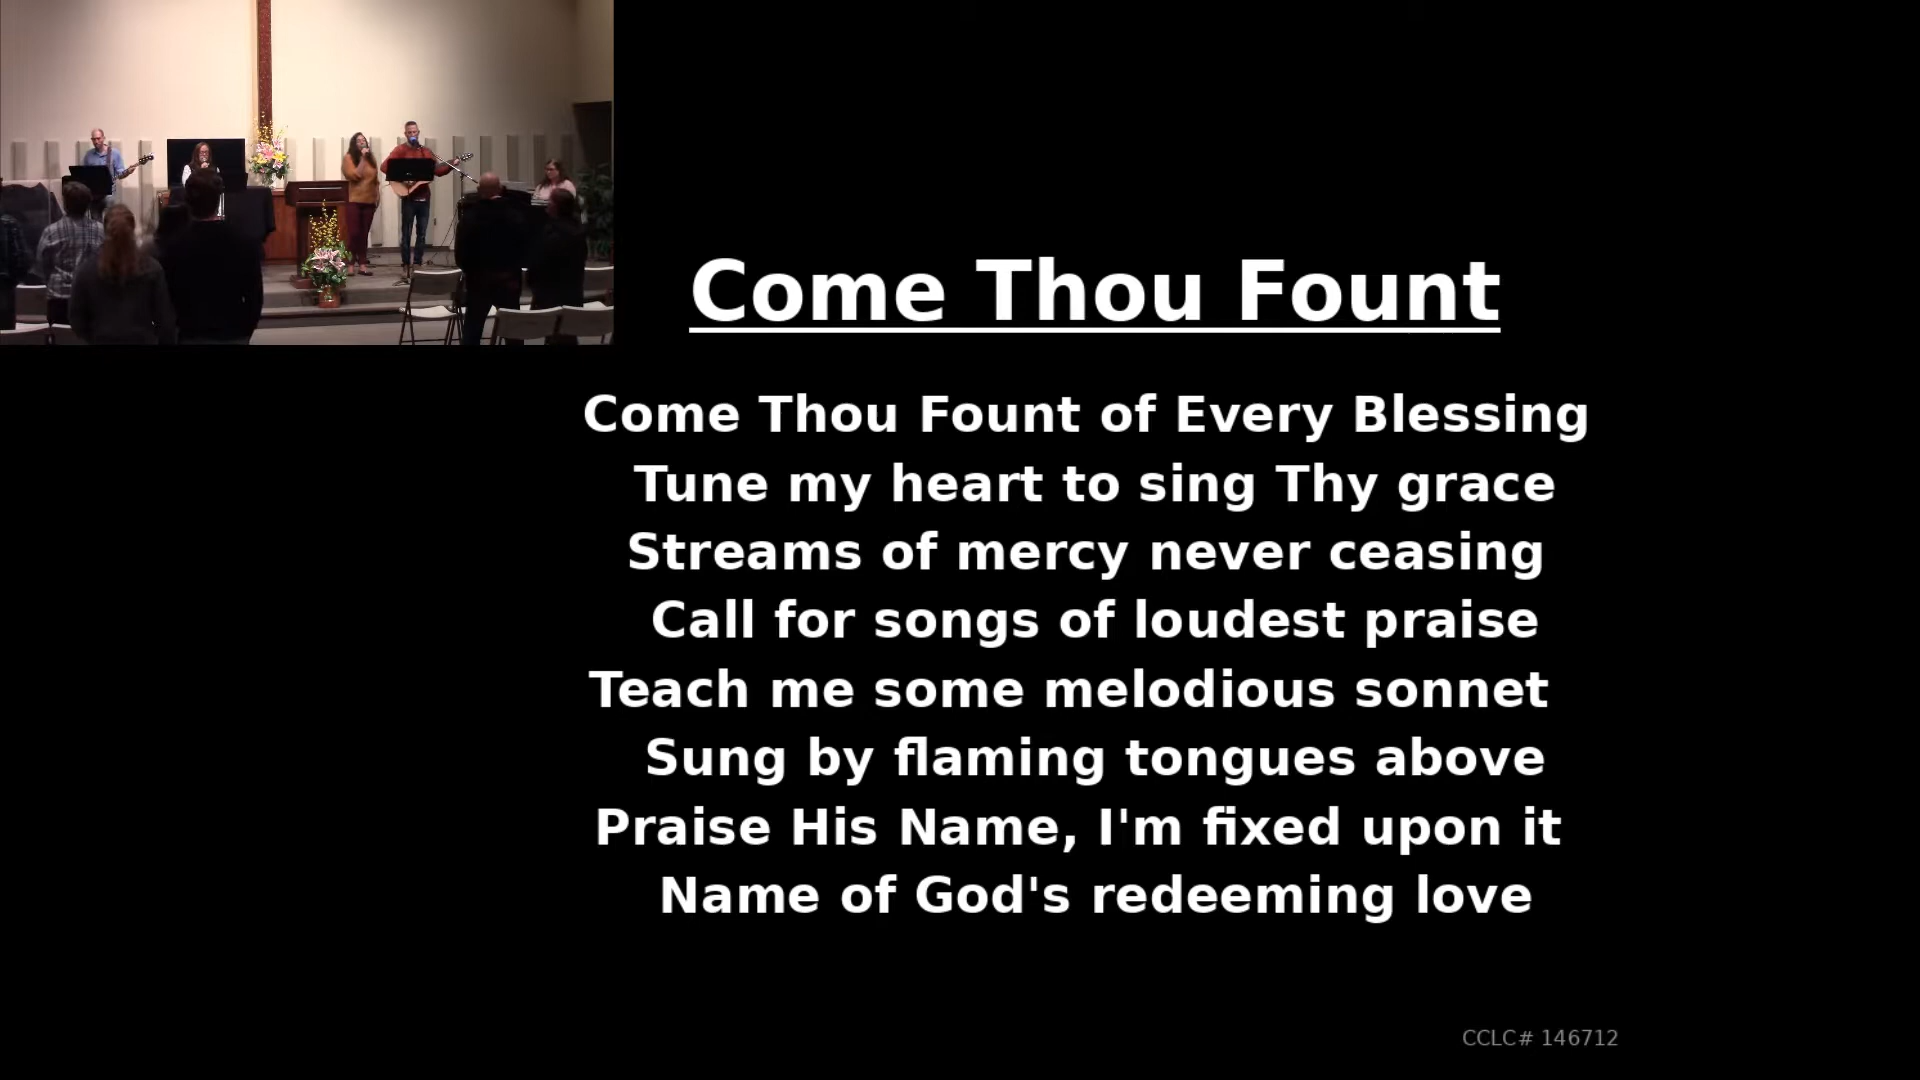 Come Thou Fount
Come Thou Fount of Every Blessing
Tune my heart to sing Thy grace
Streams of mercy never ceasing
Call for songs of loudest praise
Teach me some melodious sonnet
Sung by flaming tongues above
Praise His Name, I'm fixed upon it
Name of God's redeeming love
CCLC# 146712